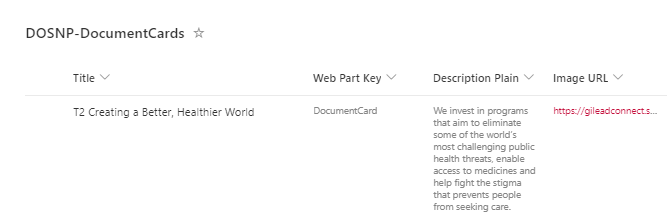 DOSNP-DocumentCards
Title Web Part Key Description Plain Image URL
T2 Creating a Better, Healthier World DocumentCard We invest in programs https://gileadconnect.s...
that aim to eliminate
some of the world's
most challenging public
health threats, enable
access to medicines and
help fight the stigma
that prevents people
from seeking care.